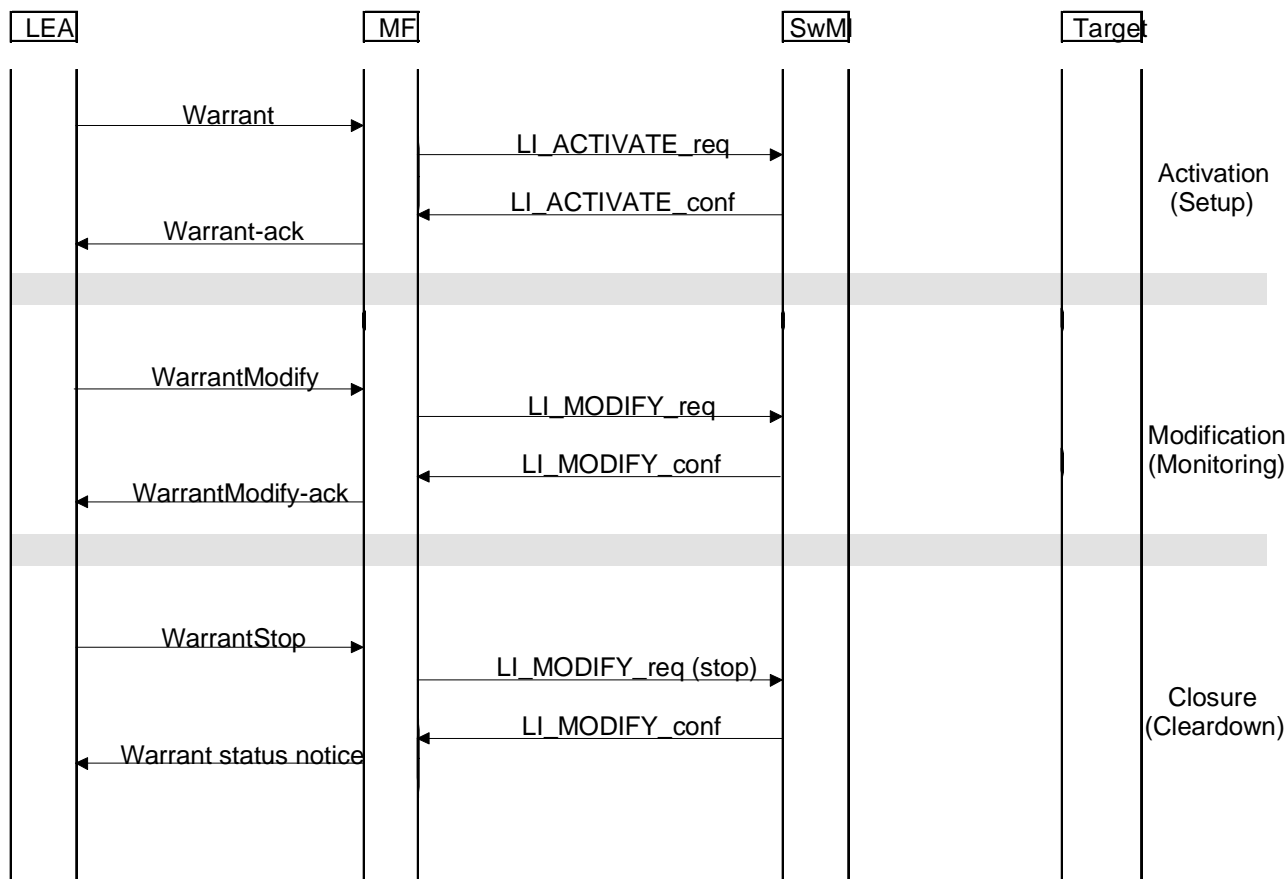 LEA
MF
SwMI
Target
Warrant
LI_ACTIVATE_req
Activation
(Setup)
LI_ACTIVATE_conf
Warrant-ack
WarrantModify
LI_MODIFY_req
Modification
(Monitoring)
LI_MODIFY_conf
WarrantModify-ack
WarrantStop
LI_MODIFY_req (stop)
Closure
(Cleardown)
LI_MODIFY_conf
Warrant status notice